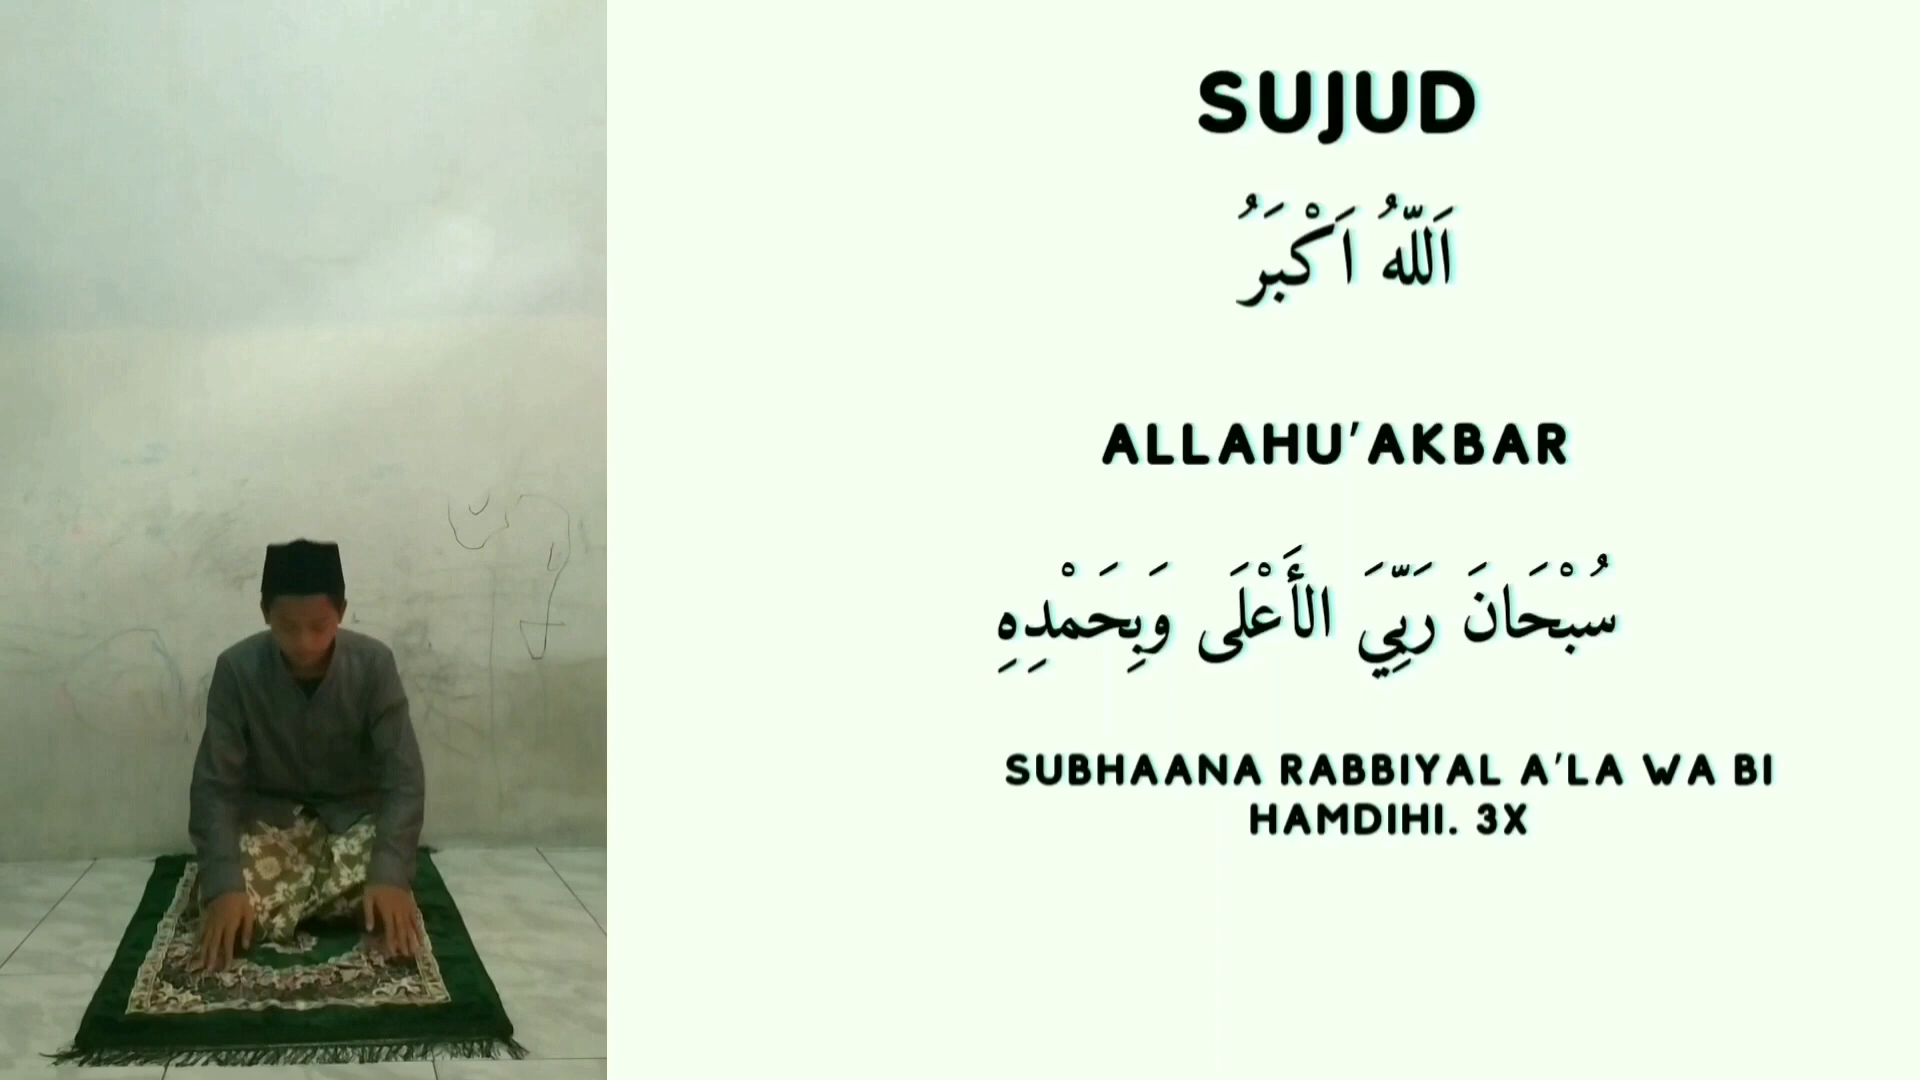 SUJUD
اَللّهُ اَكْبَرُ
ALLAHU'AKBAR
سُبْحَانَ رَبِّيَ الأَعْلَى وَبِحَمْدِهِ
SUBHAANA RABBIYAL A'LA WA BI
HAMDIHI. 3X